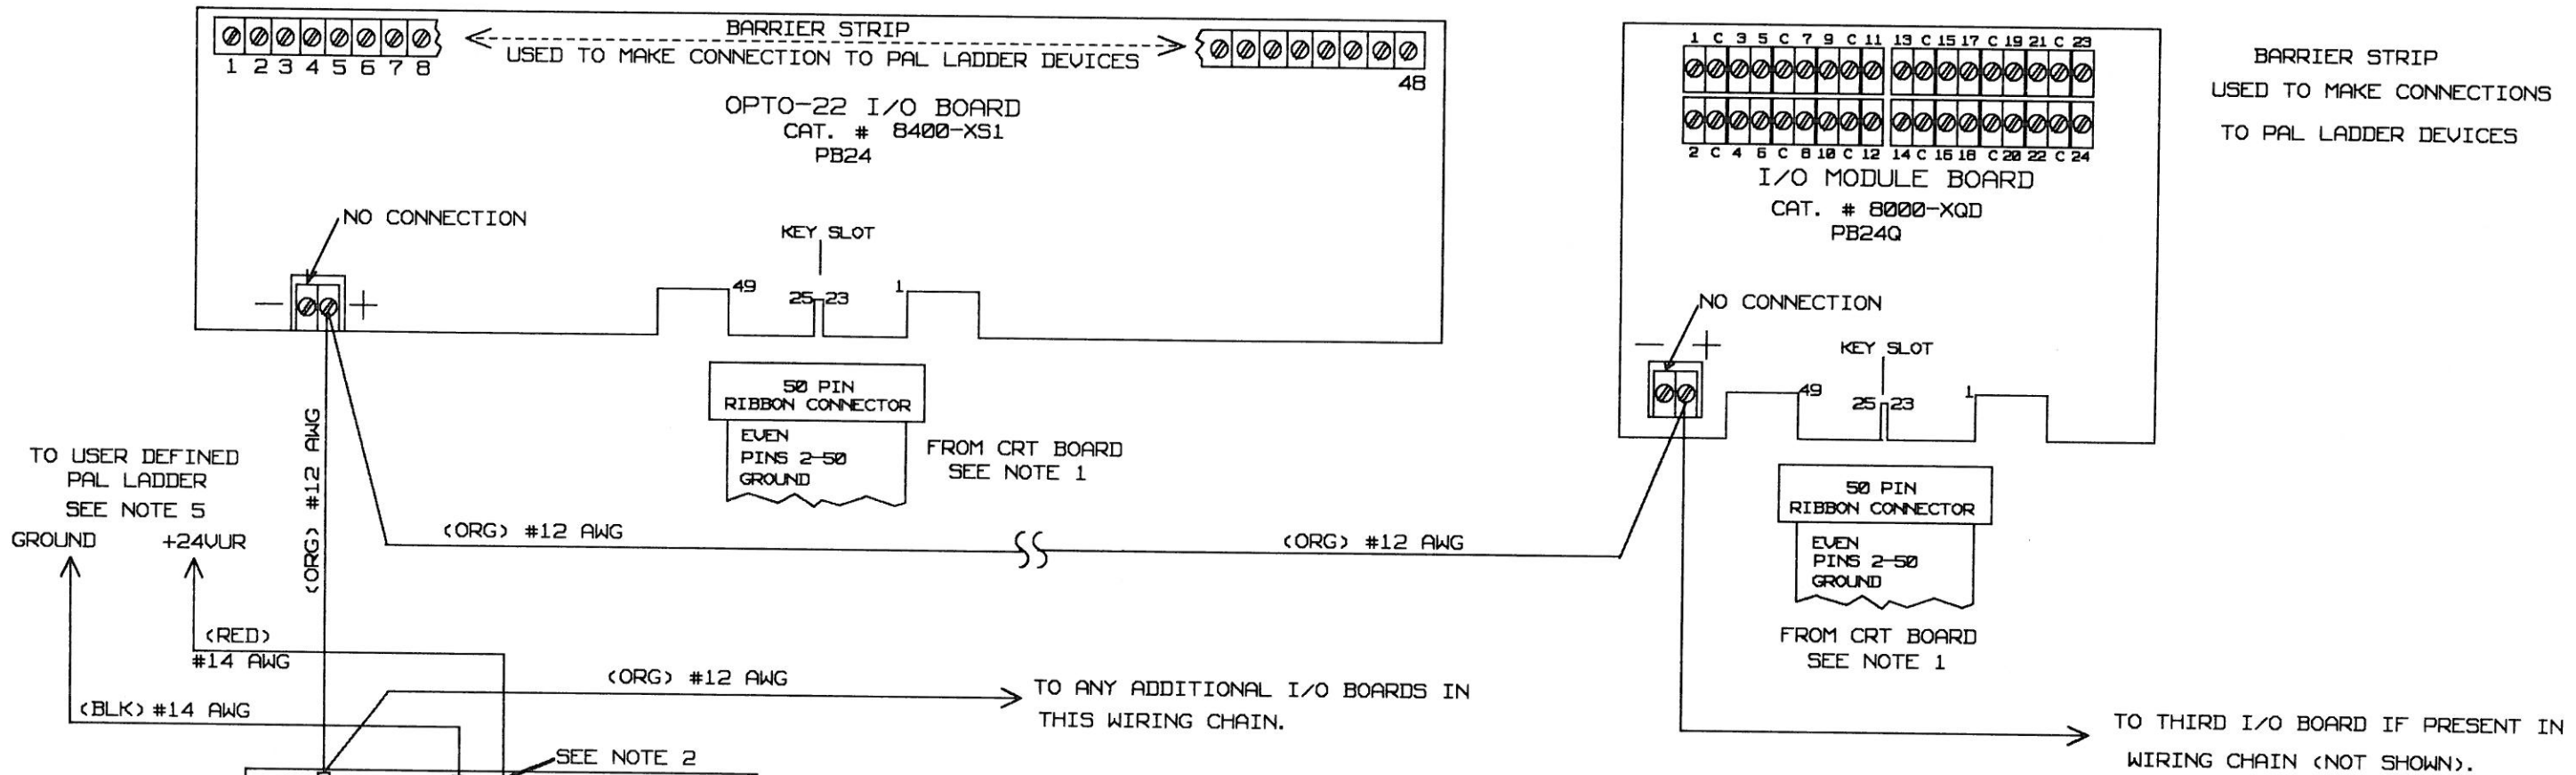 BARRIER STRIP
USED TO MAKE CONNECTION TO PAL LADDER DEVICES
1 2 3 4 5 6 7 8
48
OPTO-22 I/O BOARD
CAT. # 8400-XS1
PB24
NO CONNECTION
KEY SLOT
- +
49 25 23 1
50 PIN
RIBBON CONNECTOR
EVEN
PINS 2-50
GROUND
FROM CRT BOARD
SEE NOTE 1
1 C 3 5 C 7 9 C 11 13 C 15 17 C 19 21 C 23
2 C 4 6 C 8 10 C 12 14 C 16 18 C 20 22 C 24
I/O MODULE BOARD
CAT. # 8000-XQD
PB24Q
BARRIER STRIP
USED TO MAKE CONNECTIONS
TO PAL LADDER DEVICES
NO CONNECTION
- +
KEY SLOT
49 25 23 1
50 PIN
RIBBON CONNECTOR
EVEN
PINS 2-50
GROUND
FROM CRT BOARD
SEE NOTE 1
TO USER DEFINED
PAL LADDER
SEE NOTE 5
GROUND +24VUR
(ORG) #12 AWG
(ORG) #12 AWG
(ORG) #12 AWG
(RED)
#14 AWG
(BLK) #14 AWG
(ORG) #12 AWG
TO ANY ADDITIONAL I/O BOARDS IN
THIS WIRING CHAIN.
SEE NOTE 2
TO THIRD I/O BOARD IF PRESENT IN
WIRING CHAIN (NOT SHOWN).